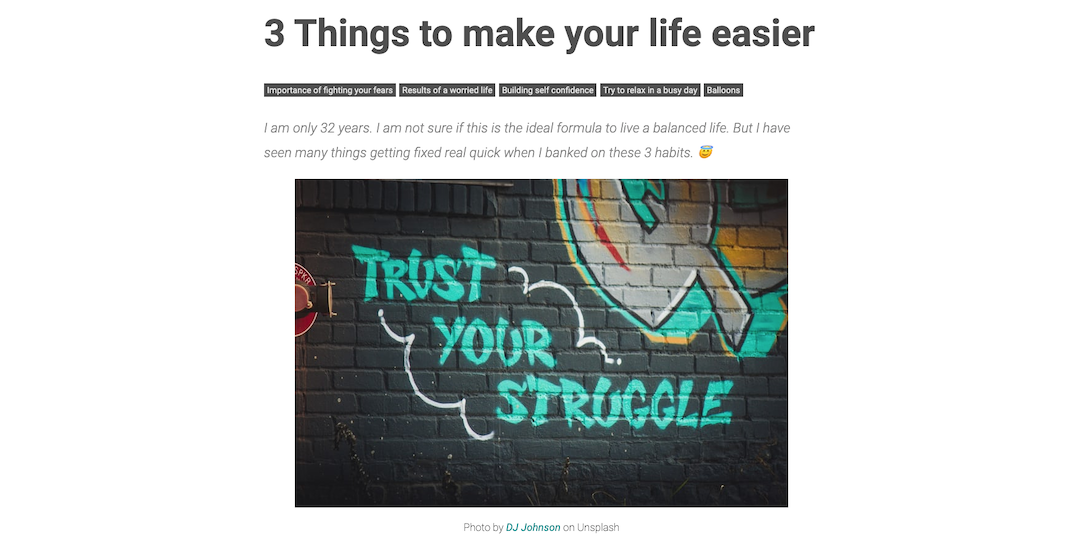 3 Things to make your life easier
Importance of fighting your fears Results of a worried life Building self confidence Try to relax in a busy day Balloons
I am only 32 years. I am not sure if this is the ideal formula to live a balanced life. But I have
seen many things getting fixed real quick when I banked on these 3 habits. 😇
TRUST
SPKR
YOUR
STRUGGLE
Photo by DJ Johnson on Unsplash